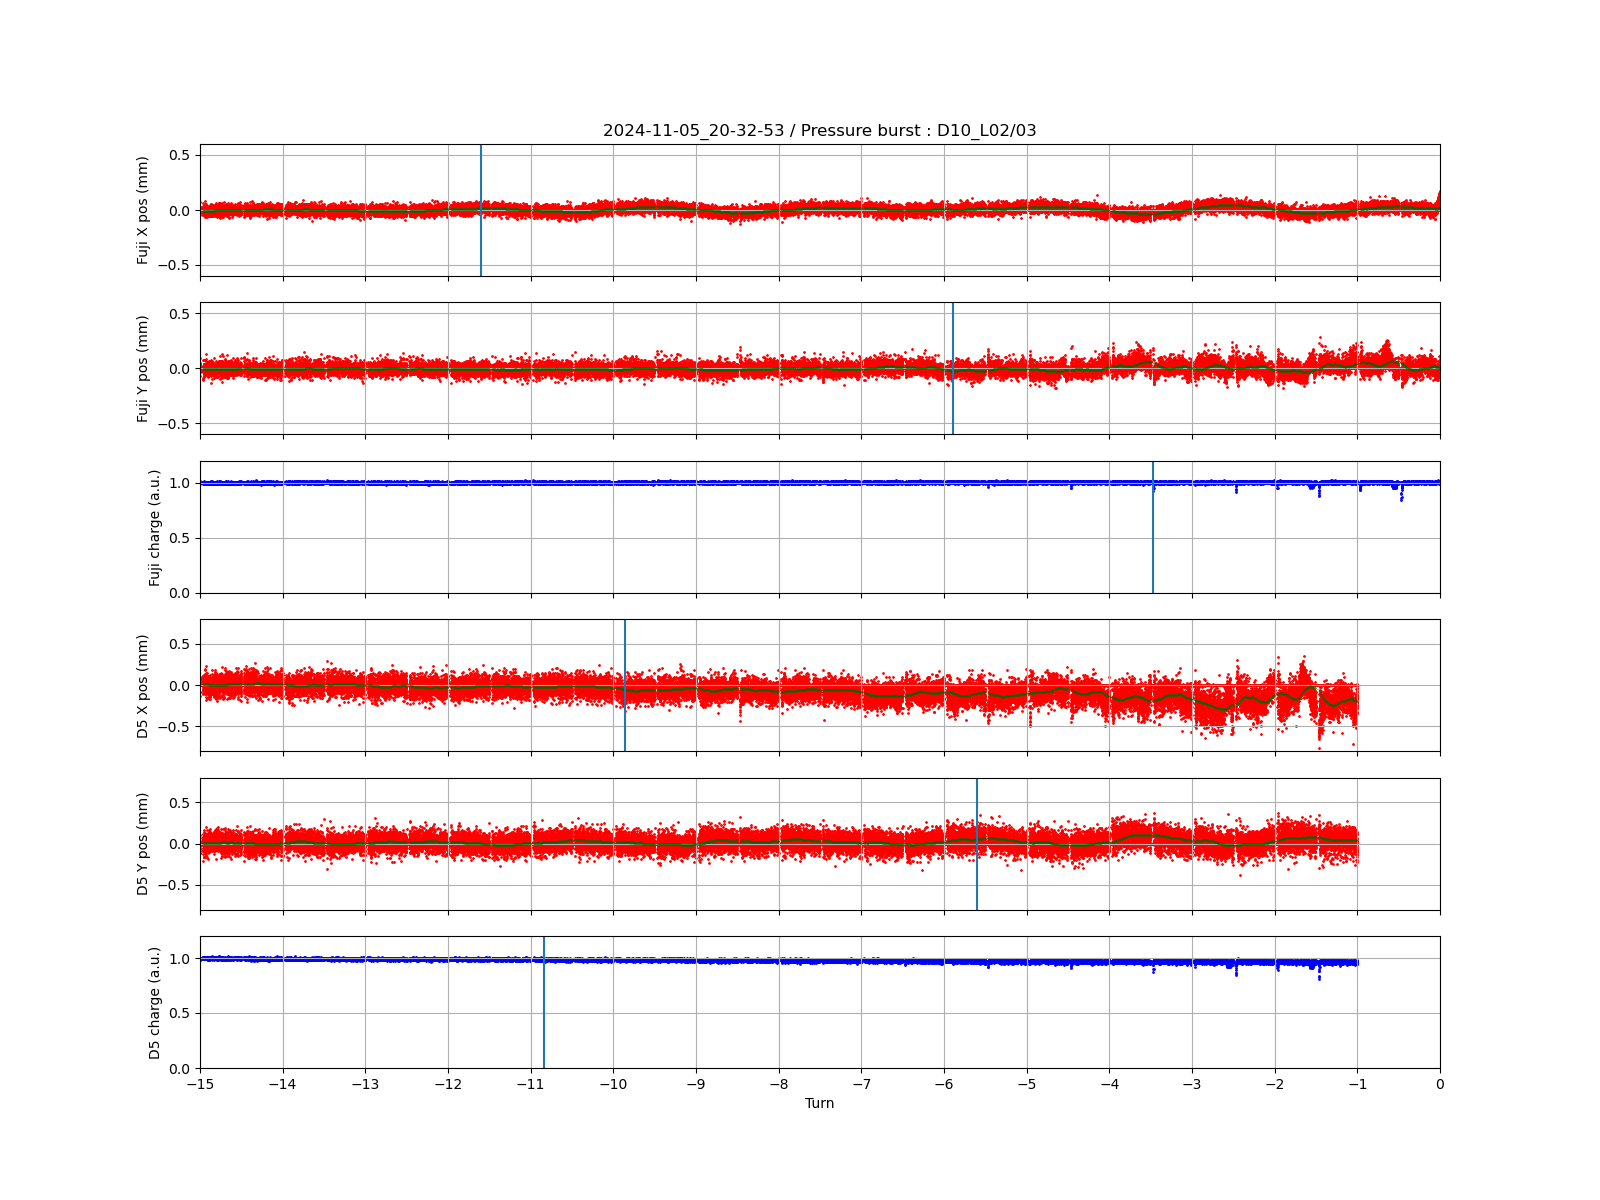 2024-11-05_20-32-53 / Pressure burst : D10_L02/03
Fuji X pos (mm)
0.5
0.0
−0.5
Fuji Y pos (mm)
0.5
0.0
−0.5
Fuji charge (a.u.)
1.0
0.5
0.0
D5 X pos (mm)
0.5
0.0
−0.5
D5 Y pos (mm)
0.5
0.0
−0.5
D5 charge (a.u.)
1.0
0.5
0.0
−15 −14 −13 −12 −11 −10 −9 −8 −7 −6 −5 −4 −3 −2 −1 0
Turn